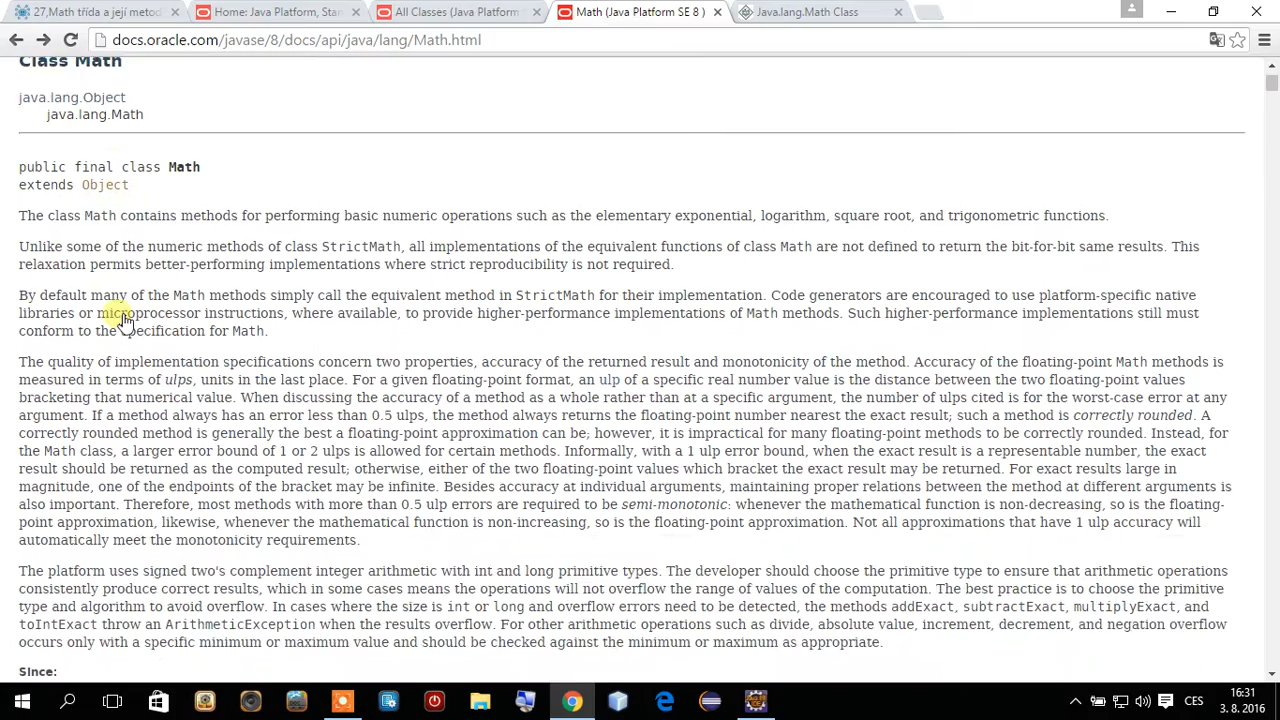 27,Math třída a její metod
Home: Java Platform, Stan
All Classes (Java Platform
Math (Java Platform SE 8 )
Java.lang.Math Class
docs.oracle.com/javase/8/docs/api/java/lang/Math.html
Class Math
java.lang.Object
java.lang.Math
public final class Math
extends Object
The class Math contains methods for performing basic numeric operations such as the elementary exponential, logarithm, square root, and trigonometric functions.
Unlike some of the numeric methods of class StrictMath, all implementations of the equivalent functions of class Math are not defined to return the bit-for-bit same results. This
relaxation permits better-performing implementations where strict reproducibility is not required.
By default many of the Math methods simply call the equivalent method in StrictMath for their implementation. Code generators are encouraged to use platform-specific native
libraries or microprocessor instructions, where available, to provide higher-performance implementations of Math methods. Such higher-performance implementations still must
conform to the specification for Math.
The quality of implementation specifications concern two properties, accuracy of the returned result and monotonicity of the method. Accuracy of the floating-point Math methods is
measured in terms of ulps, units in the last place. For a given floating-point format, an ulp of a specific real number value is the distance between the two floating-point values
bracketing that numerical value. When discussing the accuracy of a method as a whole rather than at a specific argument, the number of ulps cited is for the worst-case error at any
argument. If a method always has an error less than 0.5 ulps, the method always returns the floating-point number nearest the exact result; such a method is correctly rounded. A
correctly rounded method is generally the best a floating-point approximation can be; however, it is impractical for many floating-point methods to be correctly rounded. Instead, for
the Math class, a larger error bound of 1 or 2 ulps is allowed for certain methods. Informally, with a 1 ulp error bound, when the exact result is a representable number, the exact
result should be returned as the computed result; otherwise, either of the two floating-point values which bracket the exact result may be returned. For exact results large in
magnitude, one of the endpoints of the bracket may be infinite. Besides accuracy at individual arguments, maintaining proper relations between the method at different arguments is
also important. Therefore, most methods with more than 0.5 ulp errors are required to be semi-monotonic: whenever the mathematical function is non-decreasing, so is the floating-
point approximation, likewise, whenever the mathematical function is non-increasing, so is the floating-point approximation. Not all approximations that have 1 ulp accuracy will
automatically meet the monotonicity requirements.
The platform uses signed two's complement integer arithmetic with int and long primitive types. The developer should choose the primitive type to ensure that arithmetic operations
consistently produce correct results, which in some cases means the operations will not overflow the range of values of the computation. The best practice is to choose the primitive
type and algorithm to avoid overflow. In cases where the size is int or long and overflow errors need to be detected, the methods addExact, subtractExact, multiplyExact, and
toIntExact throw an ArithmeticException when the results overflow. For other arithmetic operations such as divide, absolute value, increment, decrement, and negation overflow
occurs only with a specific minimum or maximum value and should be checked against the minimum or maximum as appropriate.
Since:
CES
16:31
3. 8. 2016